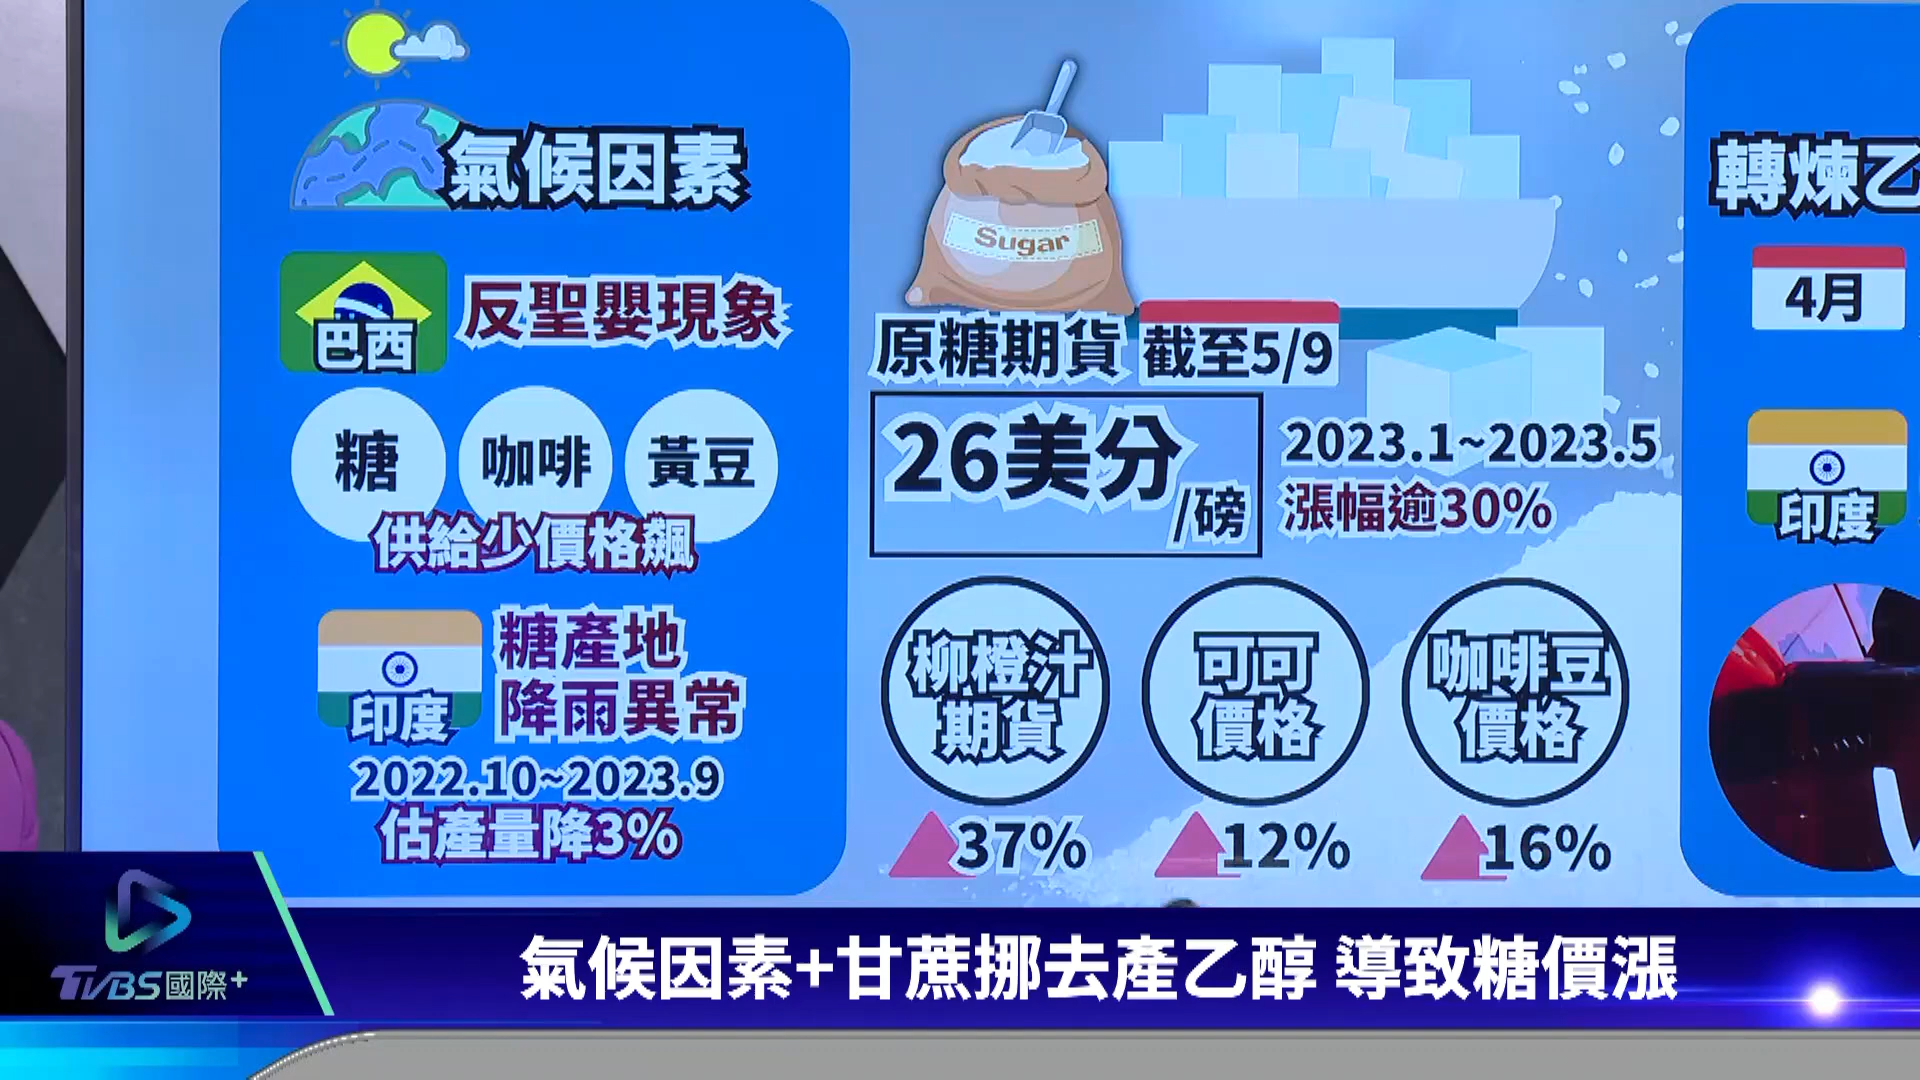 氣候因素
巴西
反聖嬰現象
糖
咖啡
黃豆
供給少價格飆
印度
糖產地
降雨異常
2022.10~2023.9
估產量降3%
Sugar
原糖期貨
截至5/9
26美分
/磅
2023.1~2023.5
漲幅逾30%
柳橙汁
期貨
37%
可可
價格
12%
咖啡豆
價格
16%
轉煉乙
4月
印度
TVBS國際+
氣候因素+甘蔗挪去產乙醇 導致糖價漲